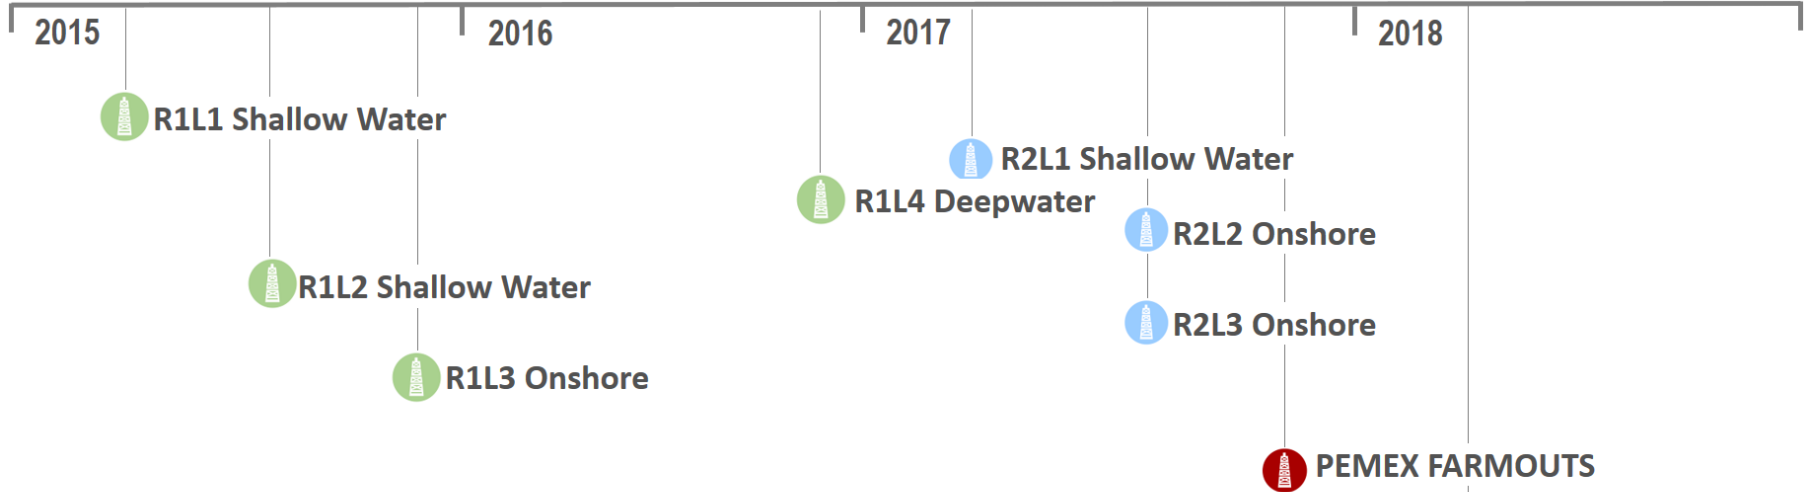 2015
2016
2017
2018
R1L1 Shallow Water
R2L1 Shallow Water
R1L4 Deepwater
R2L2 Onshore
R1L2 Shallow Water
R2L3 Onshore
R1L3 Onshore
PEMEX FARMOUTS